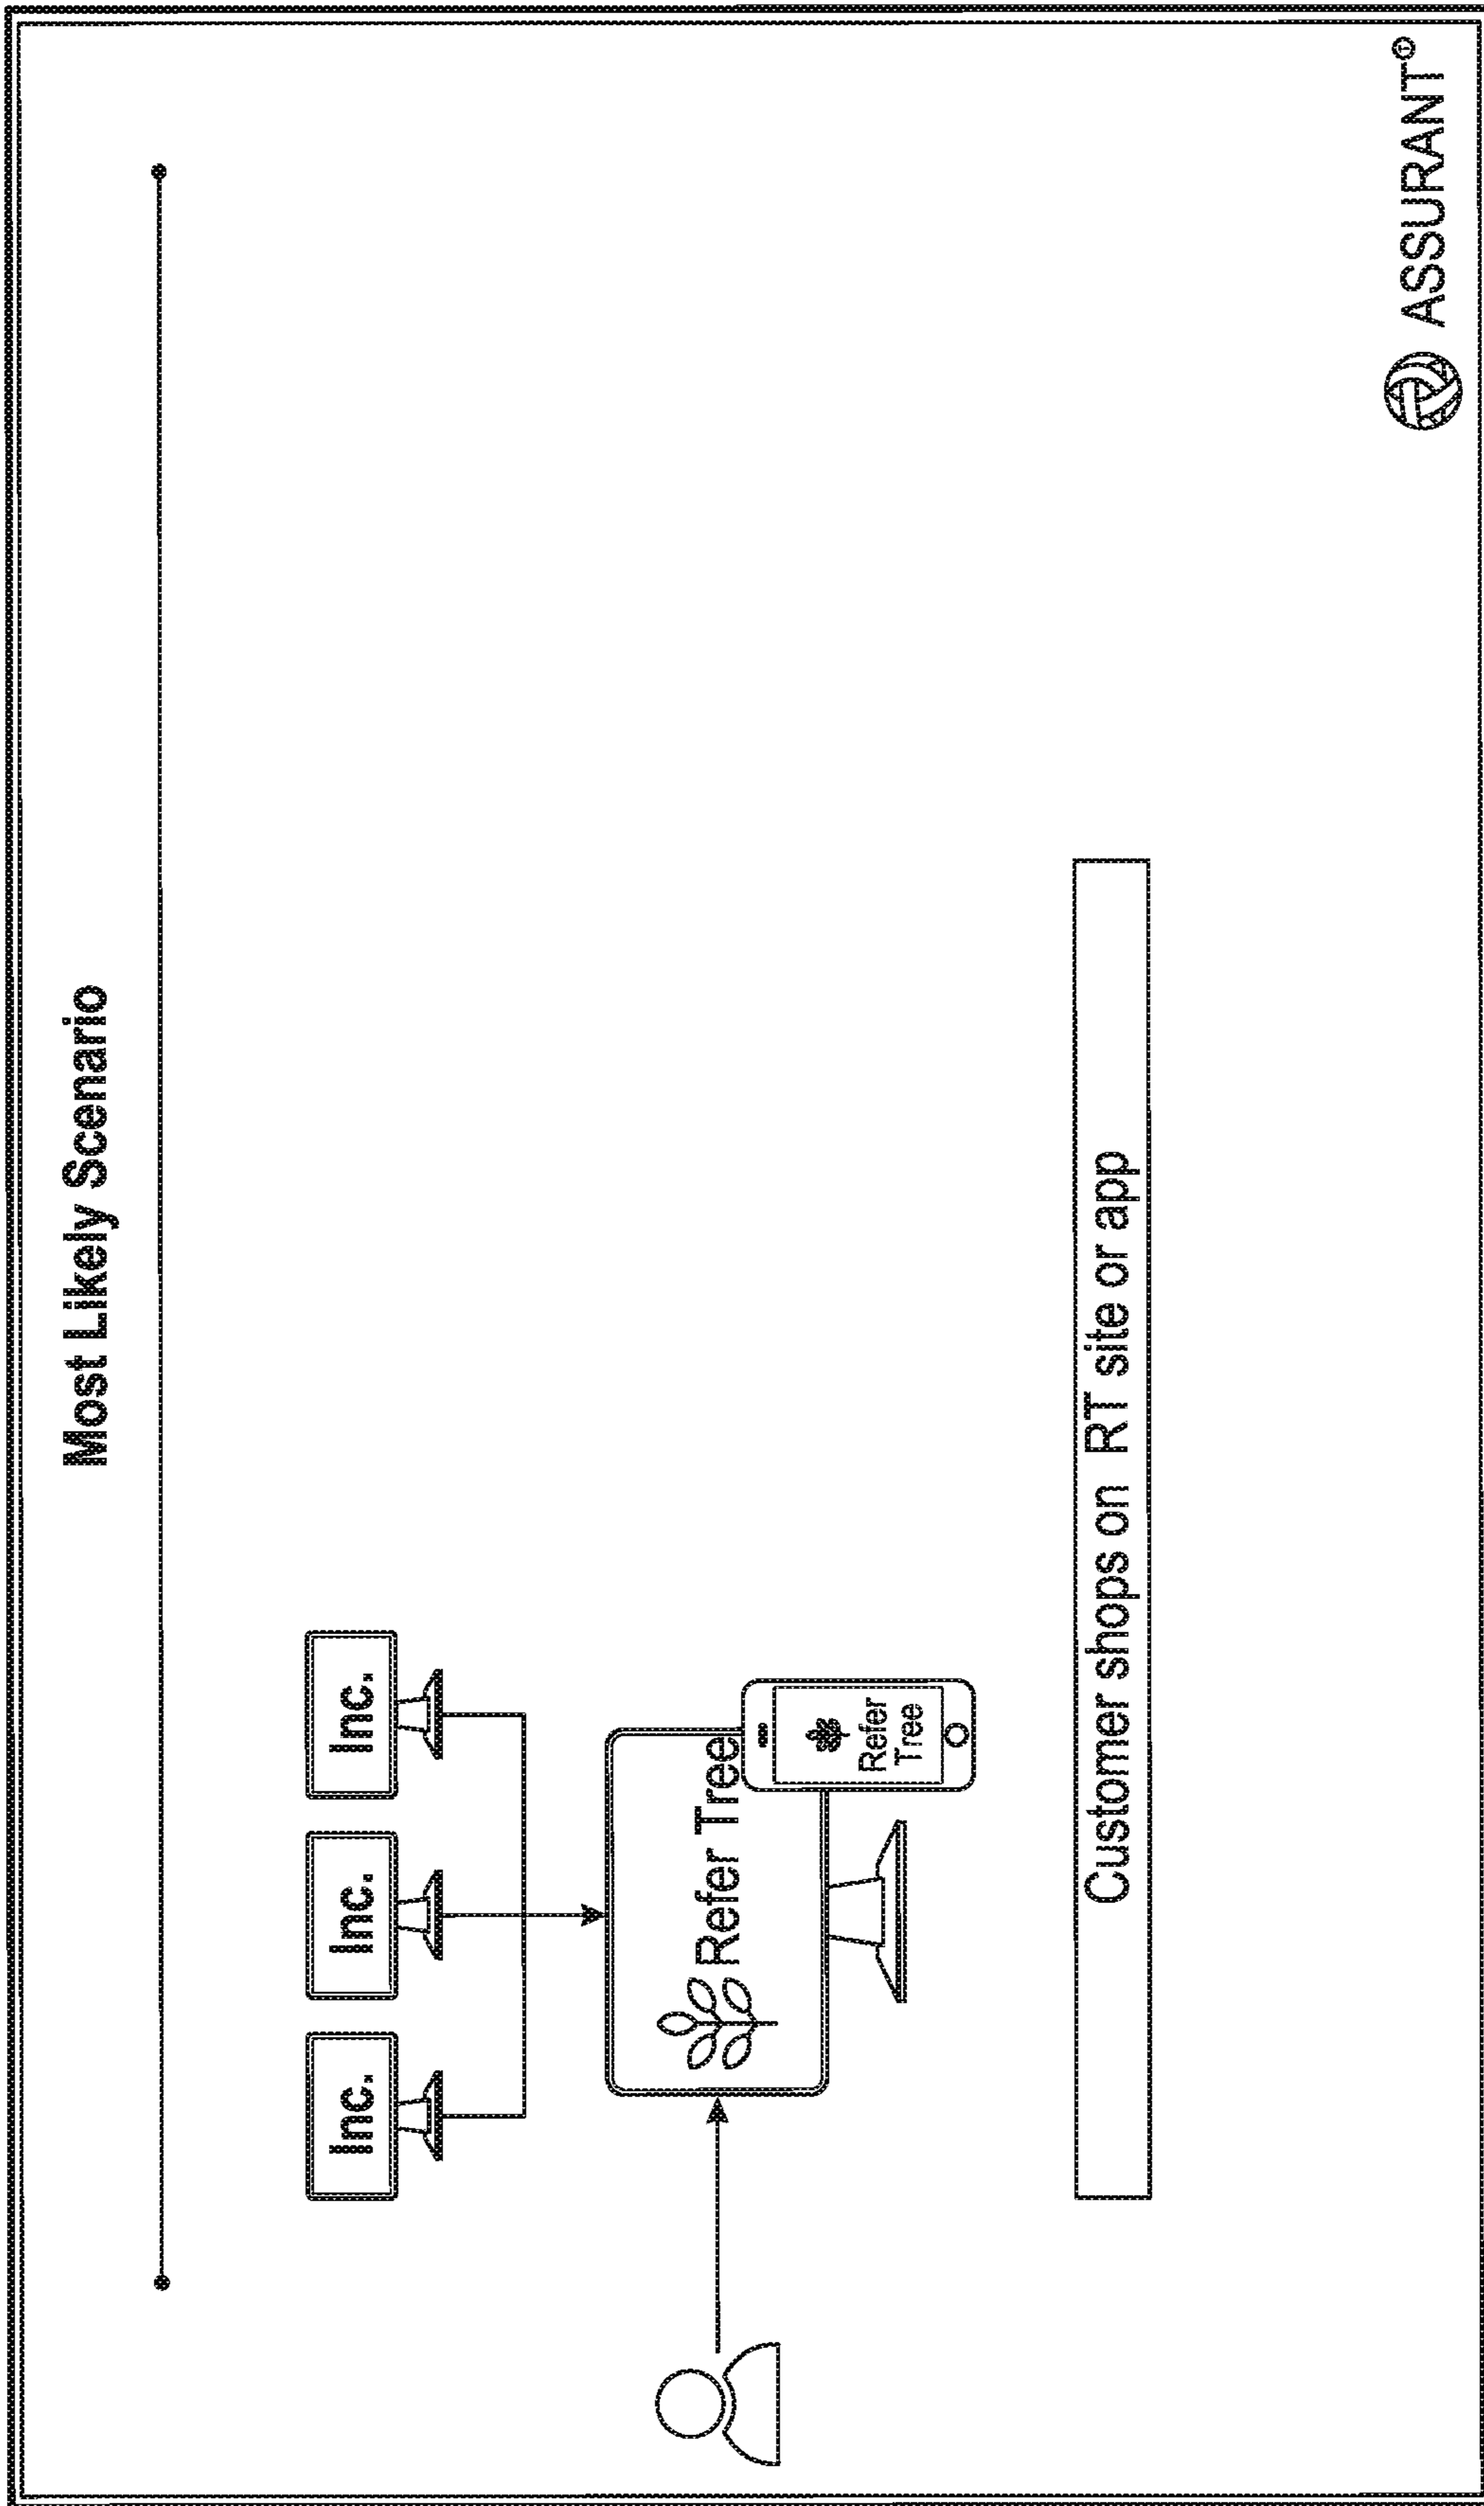 Most Likely Scenario
Inc.
Inc.
Inc.
Refer Tree
Refer
Tree
Customer shops on RT site or app
ASSURANT